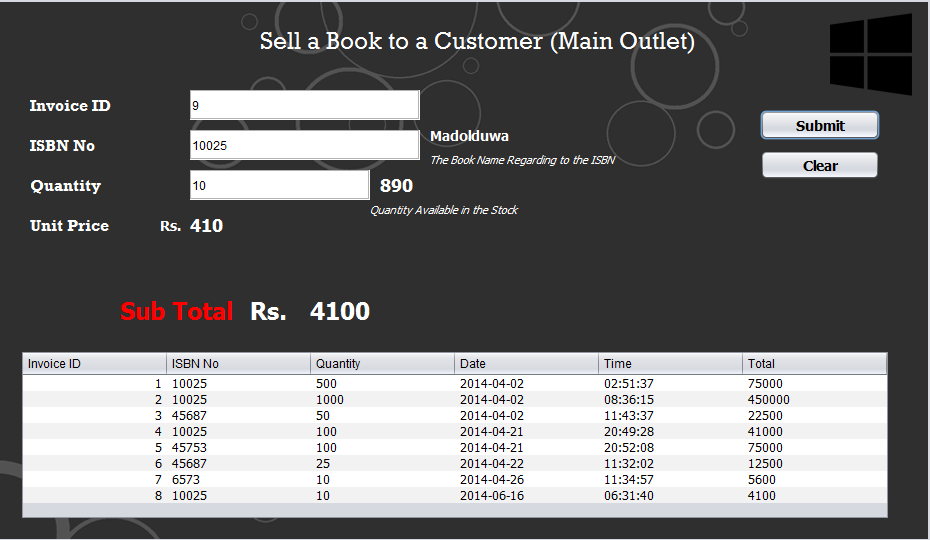 Sell a Book to a Customer (Main Outlet)
Invoice ID 9
ISBN No 10025 Madolduwa
The Book Name Regarding to the ISBN
Quantity 10 890
Quantity Available in the Stock
Unit Price Rs. 410
Submit
Clear
Sub Total Rs. 4100
Invoice ID ISBN No Quantity Date Time Total
1 10025 500 2014-04-02 02:51:37 75000
2 10025 1000 2014-04-02 08:36:15 450000
3 45687 50 2014-04-02 11:43:37 22500
4 10025 100 2014-04-21 20:49:28 41000
5 45753 100 2014-04-21 20:52:08 75000
6 45687 25 2014-04-22 11:32:02 12500
7 6573 10 2014-04-26 11:34:57 5600
8 10025 10 2014-06-16 06:31:40 4100